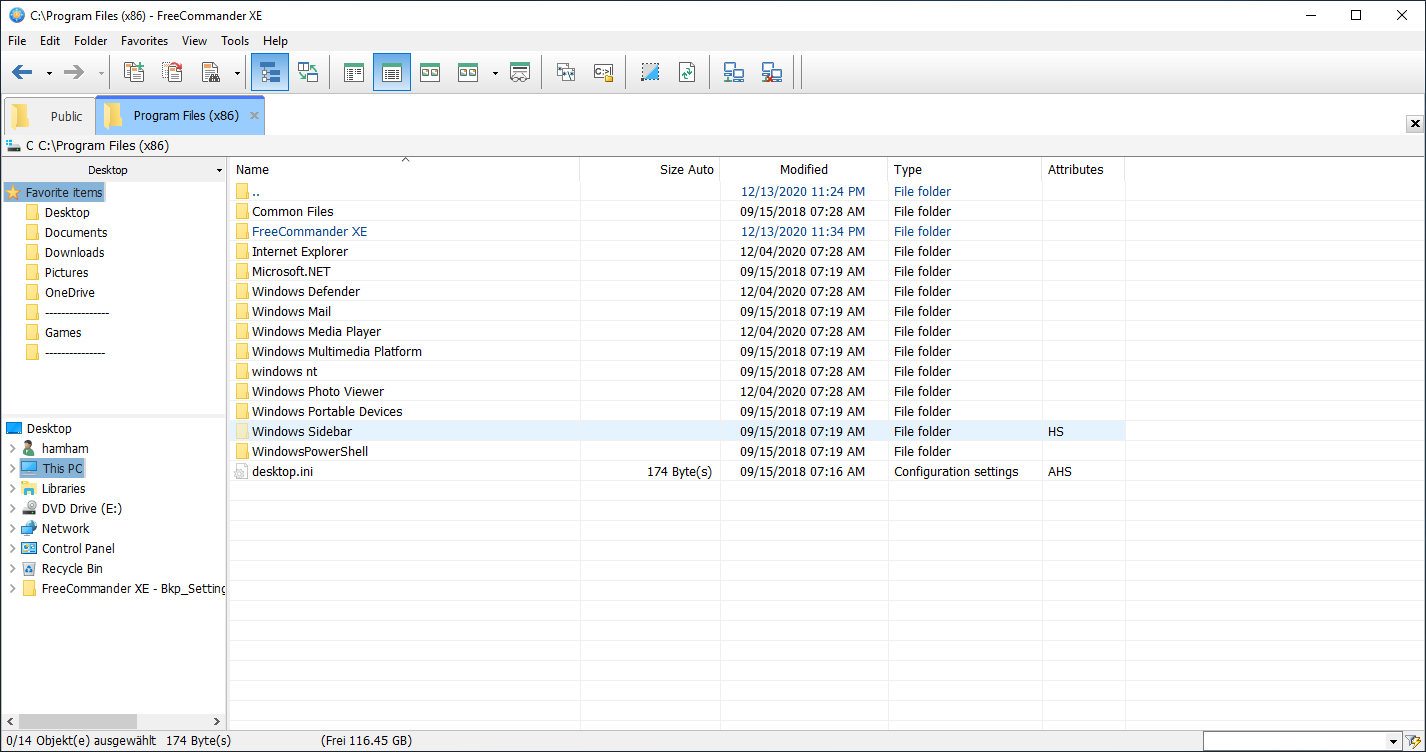 C:\Program Files (x86) - FreeCommander XE
File Edit Folder Favorites View Tools Help
Public Program Files (x86)
C C:\Program Files (x86)
Desktop
Favorite items
Desktop
Documents
Downloads
Pictures
OneDrive
----------------
Games
---------------
Desktop
hamham
This PC
Libraries
DVD Drive (E:)
Network
Control Panel
Recycle Bin
FreeCommander XE - Bkp_Setting
Name Size Auto Modified Type Attributes
.. 12/13/2020 11:24 PM File folder
Common Files 09/15/2018 07:28 AM File folder
FreeCommander XE 12/13/2020 11:34 PM File folder
Internet Explorer 12/04/2020 07:28 AM File folder
Microsoft.NET 09/15/2018 07:19 AM File folder
Windows Defender 12/04/2020 07:28 AM File folder
Windows Mail 09/15/2018 07:19 AM File folder
Windows Media Player 12/04/2020 07:28 AM File folder
Windows Multimedia Platform 09/15/2018 07:19 AM File folder
windows nt 09/15/2018 07:28 AM File folder
Windows Photo Viewer 12/04/2020 07:28 AM File folder
Windows Portable Devices 09/15/2018 07:19 AM File folder
Windows Sidebar 09/15/2018 07:19 AM File folder HS
WindowsPowerShell 09/15/2018 07:19 AM File folder
desktop.ini 174 Byte(s) 09/15/2018 07:16 AM Configuration settings AHS
0/14 Objekt(e) ausgewählt 174 Byte(s) (Frei 116.45 GB)